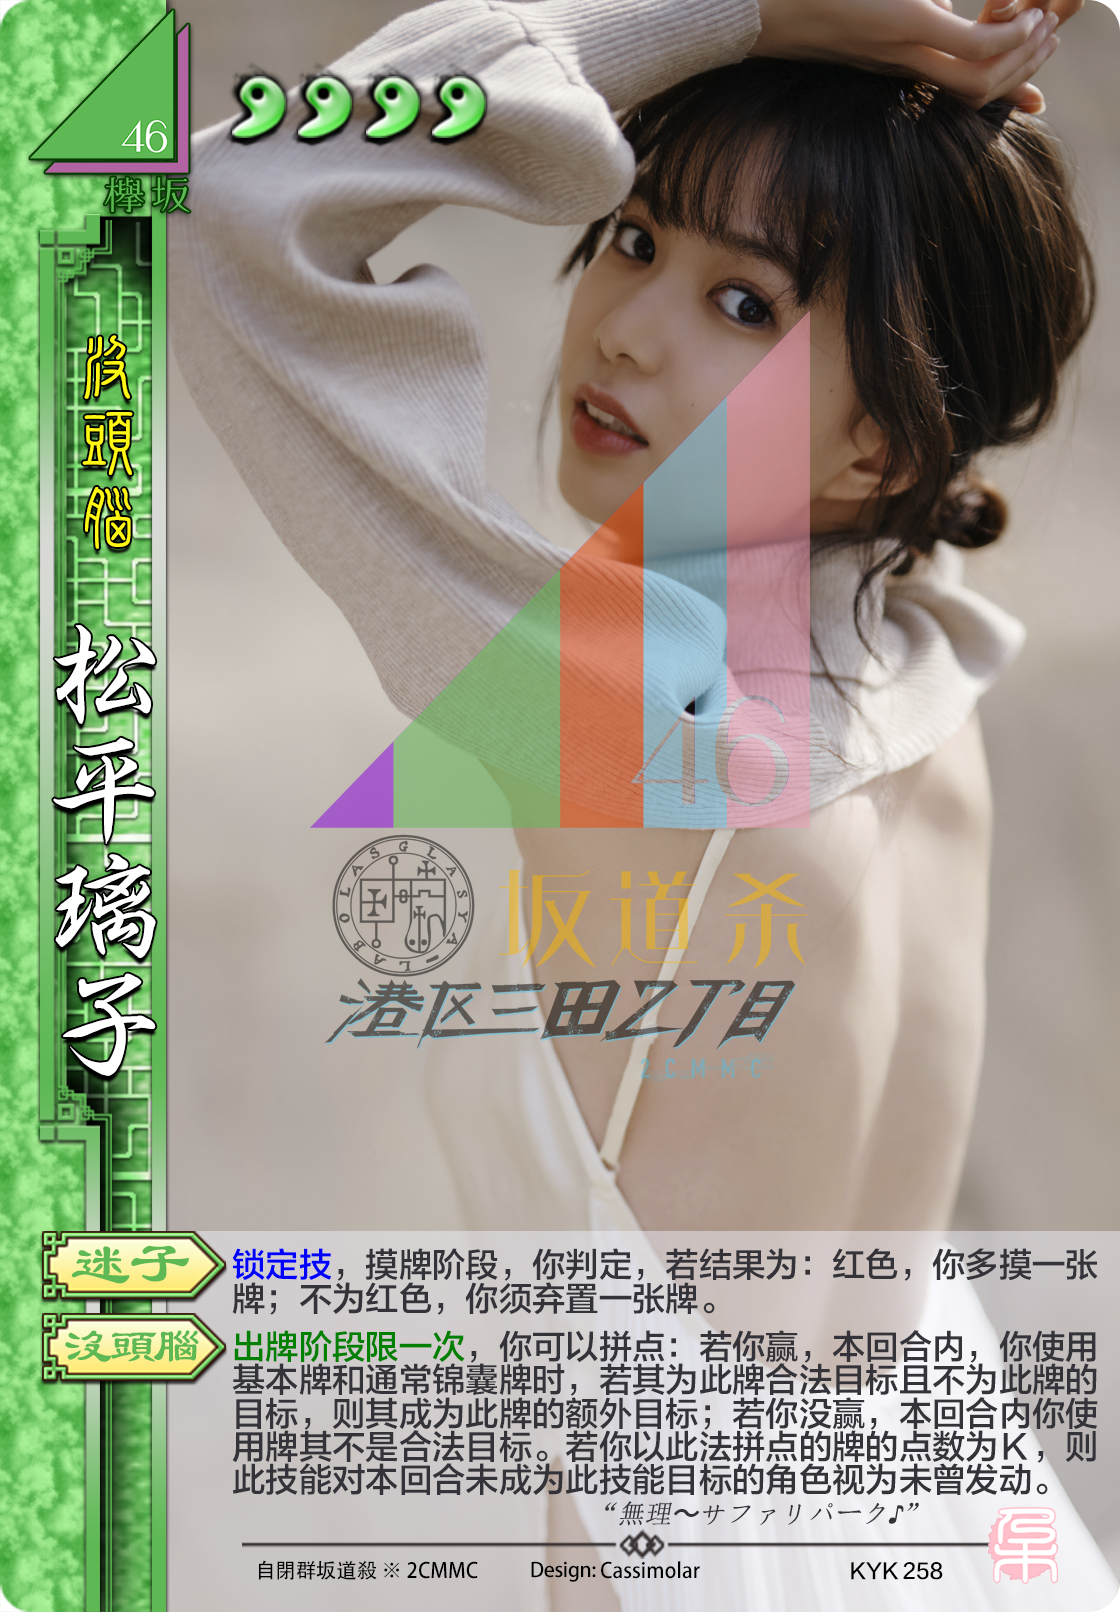 46
欅坂
没頭腦
松平璃子
46
GLASYA-LABOLAS
坂道杀
港区三田2丁目
2.C.M-M-C
迷子
锁定技，摸牌阶段，你判定，若结果为：红色，你多摸一张
牌；不为红色，你须弃置一张牌。
没頭腦
出牌阶段限一次，你可以拼点：若你赢，本回合内，你使用
基本牌和通常锦囊牌时，若其为此牌合法目标且不为此牌的
目标，则其成为此牌的额外目标；若你没赢，本回合内你使
用牌其不是合法目标。若你以此法拼点的牌的点数为K，则
此技能对本回合未成为此技能目标的角色视为未曾发动。
“無理～サファリパーク♪”
自閉群坂道殺 ※ 2CMMC Design: Cassimolar KYK 258